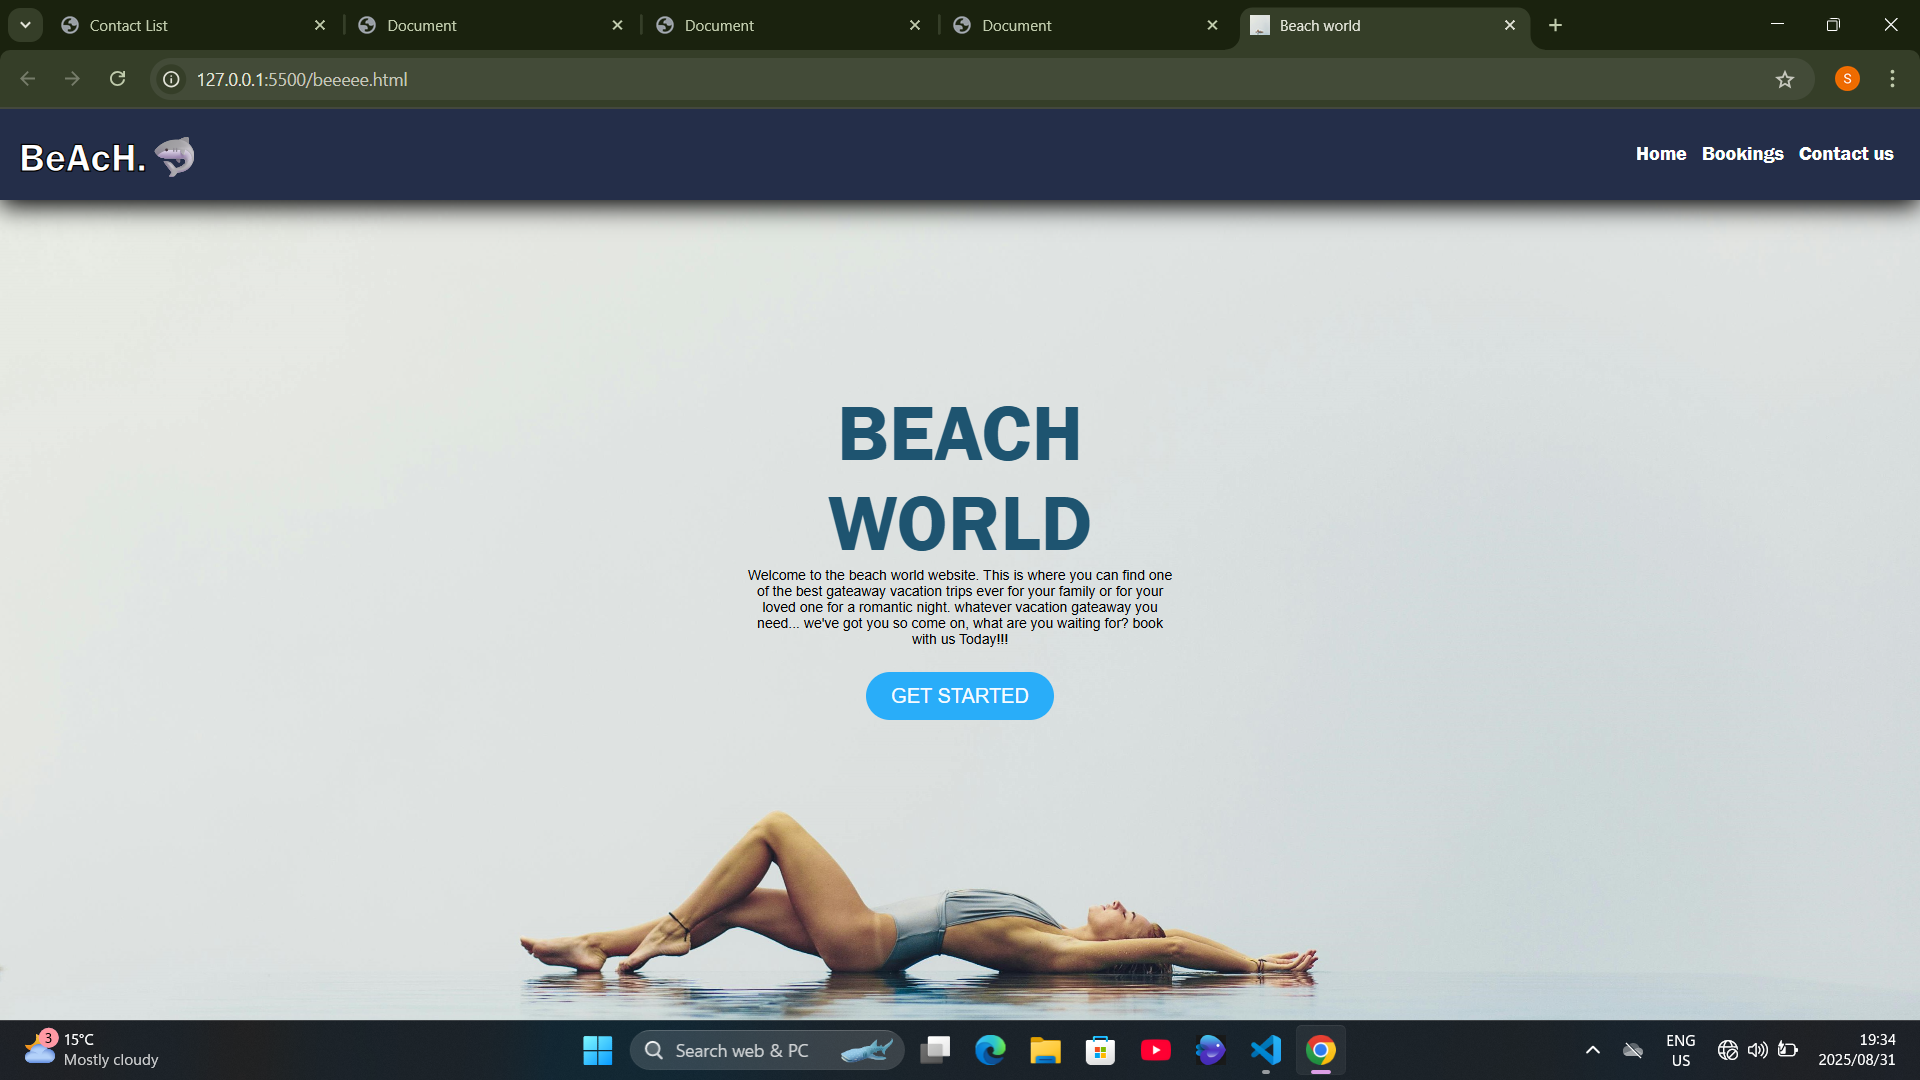 Contact List
Document
Document
Document
Beach world
127.0.0.1:5500/beeeee.html
S
BeAcH.
Home Bookings Contact us
BEACH
WORLD
Welcome to the beach world website. This is where you can find one
of the best gateaway vacation trips ever for your family or for your
loved one for a romantic night. whatever vacation gateaway you
need... we've got you so come on, what are you waiting for? book
with us Today!!!
GET STARTED
3
15°C
Mostly cloudy
Search web & PC
ENG
US
19:34
2025/08/31